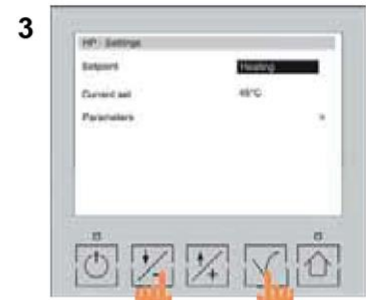 3
HP - Settings
Setpoint Heating
Current set 45°C
Parameters >